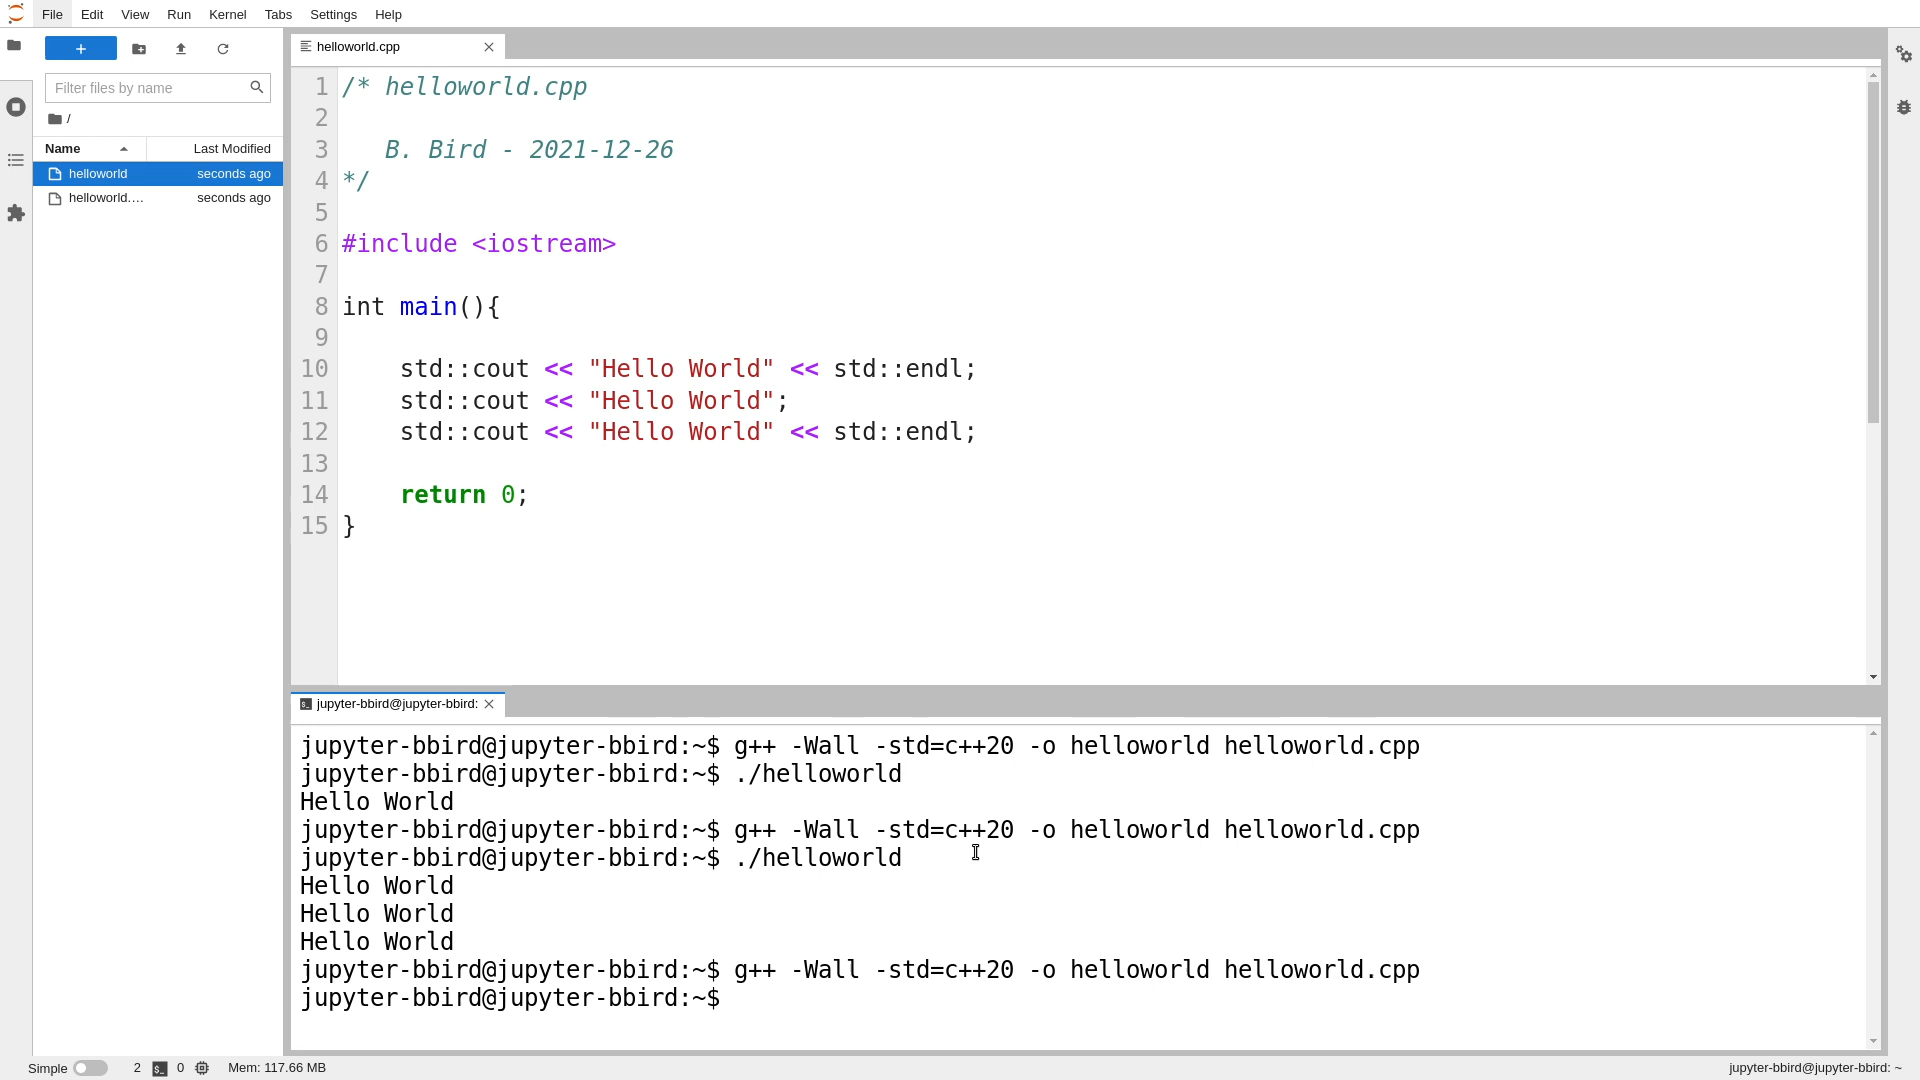 File Edit View Run Kernel Tabs Settings Help
+
Filter files by name
/
Name Last Modified
helloworld seconds ago
helloworld.… seconds ago
helloworld.cpp
1 /* helloworld.cpp
2
3    B. Bird - 2021-12-26
4 */
5
6 #include <iostream>
7
8 int main(){
9
10     std::cout << "Hello World" << std::endl;
11     std::cout << "Hello World";
12     std::cout << "Hello World" << std::endl;
13
14     return 0;
15 }
jupyter-bbird@jupyter-bbird:
jupyter-bbird@jupyter-bbird:~$ g++ -Wall -std=c++20 -o helloworld helloworld.cpp
jupyter-bbird@jupyter-bbird:~$ ./helloworld
Hello World
jupyter-bbird@jupyter-bbird:~$ g++ -Wall -std=c++20 -o helloworld helloworld.cpp
jupyter-bbird@jupyter-bbird:~$ ./helloworld
Hello World
Hello World
Hello World
jupyter-bbird@jupyter-bbird:~$ g++ -Wall -std=c++20 -o helloworld helloworld.cpp
jupyter-bbird@jupyter-bbird:~$
Simple 2 $_ 0 Mem: 117.66 MB jupyter-bbird@jupyter-bbird: ~